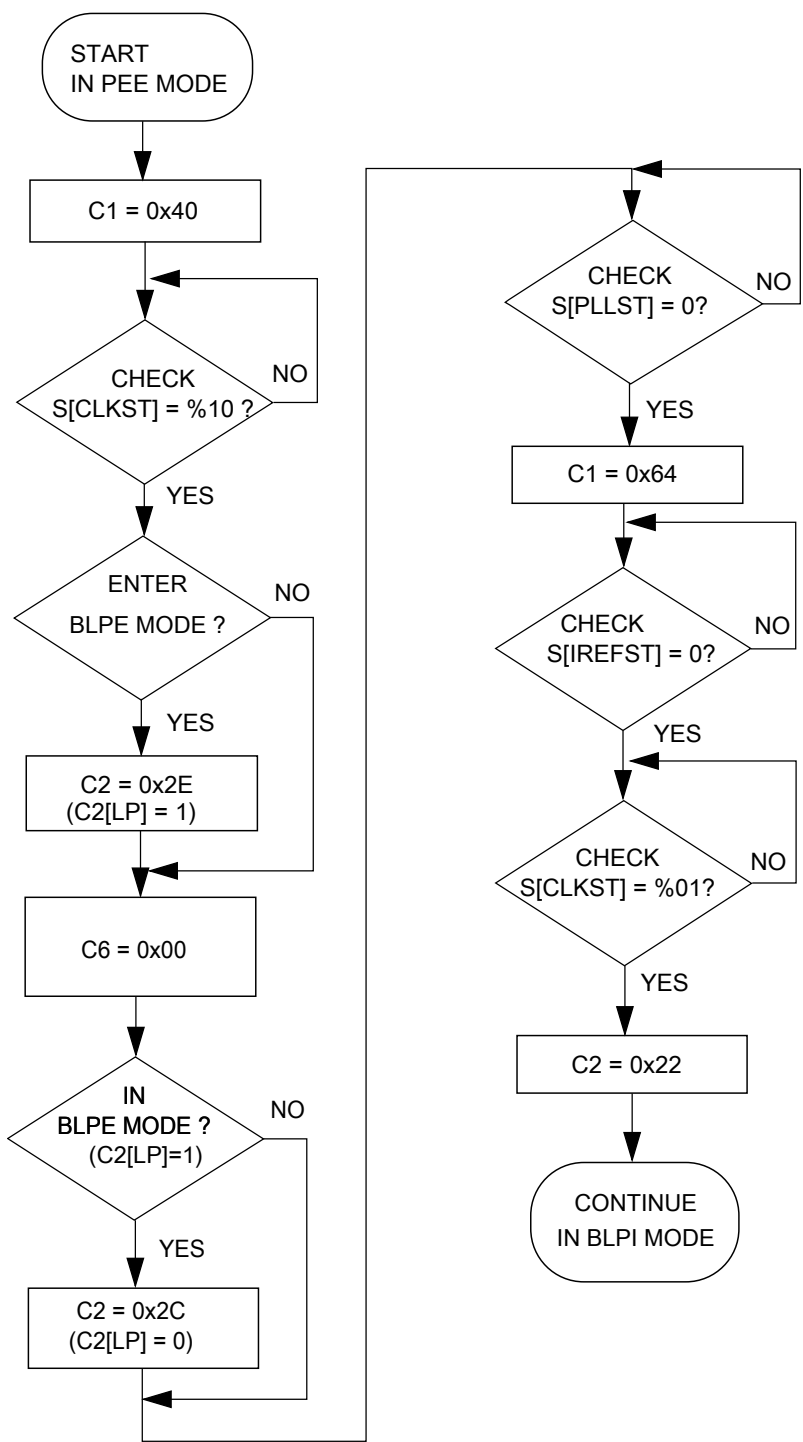 START
IN PEE MODE
C1 = 0x40
CHECK
S[CLKST] = %10 ?
NO
YES
ENTER
BLPE MODE ?
NO
YES
C2 = 0x2E
(C2[LP] = 1)
C6 = 0x00
IN
BLPE MODE ?
(C2[LP]=1)
NO
YES
C2 = 0x2C
(C2[LP] = 0)
CHECK
S[PLLST] = 0?
NO
YES
C1 = 0x64
CHECK
S[IREFST] = 0?
NO
YES
CHECK
S[CLKST] = %01?
NO
YES
C2 = 0x22
CONTINUE
IN BLPI MODE